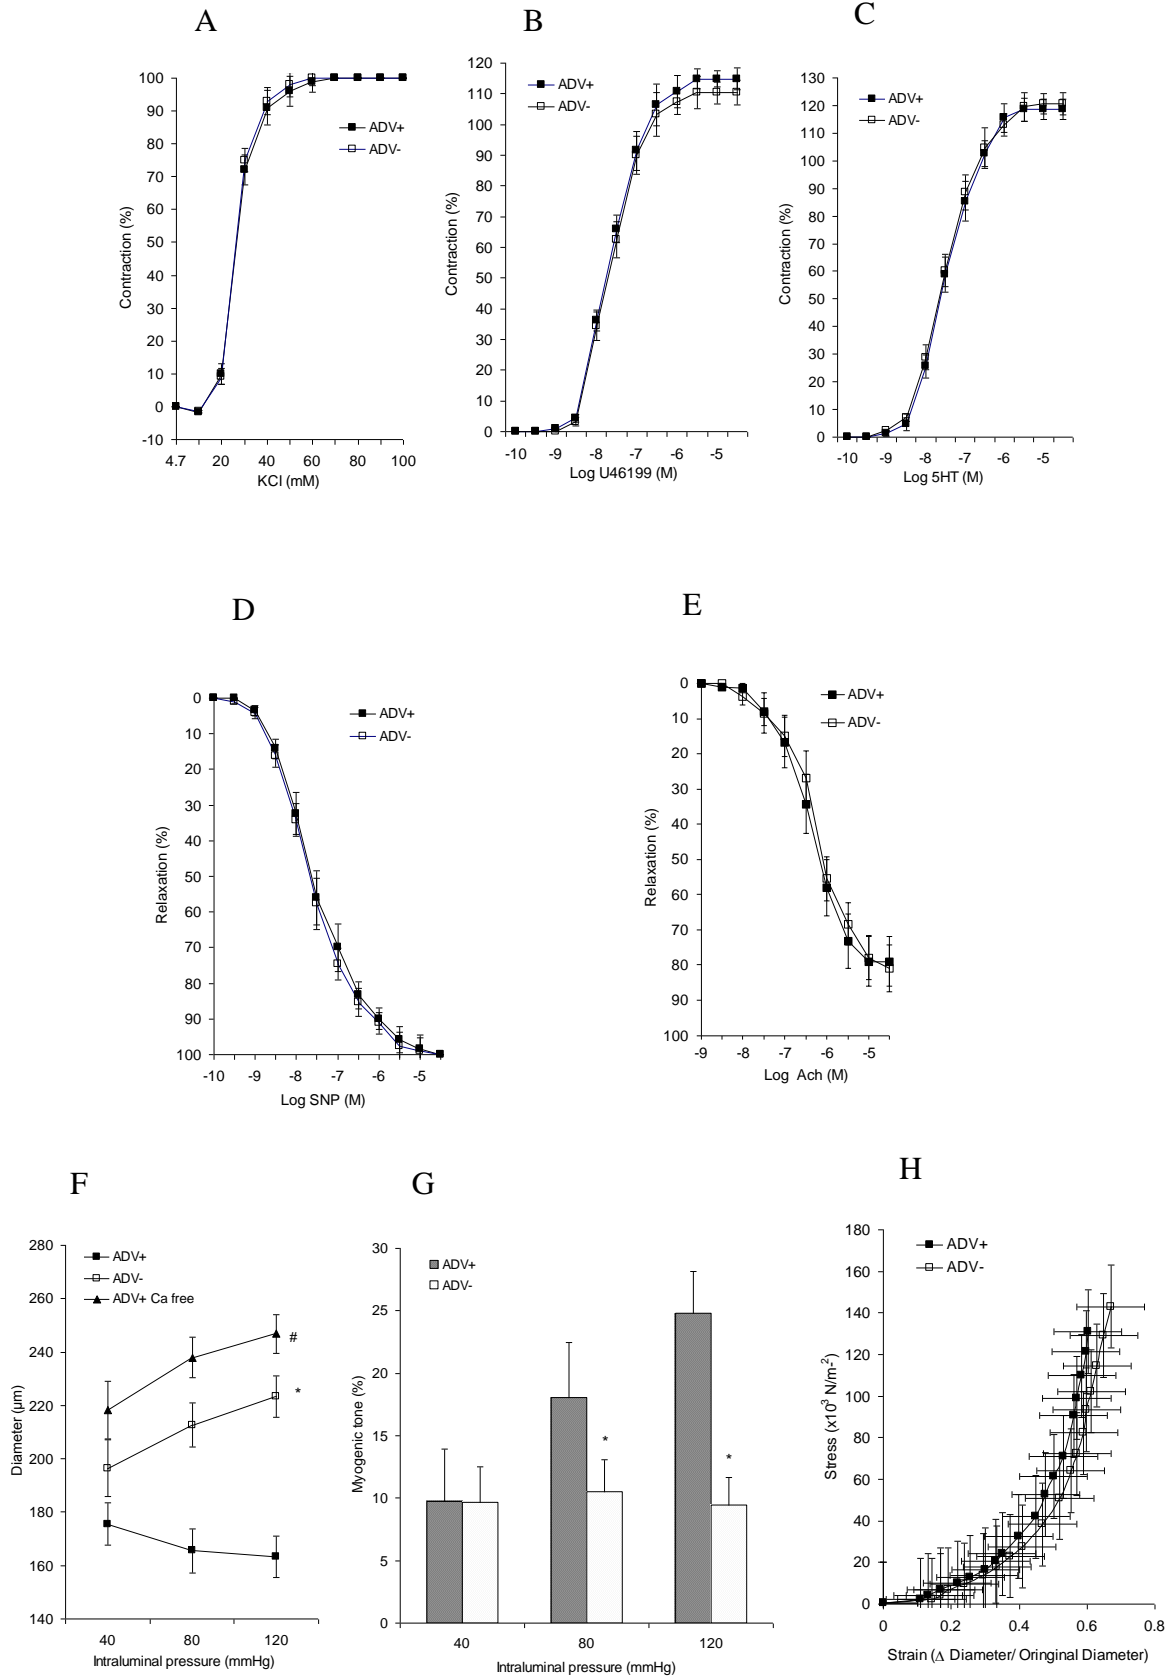 A
B
C
100
90
80
70
60
50
40
30
20
10
0
-10
4.7 20 40 60 80 100
Contraction (%)
KCl (mM)
ADV+
ADV-
120
110
100
90
80
70
60
50
40
30
20
10
0
-10 -9 -8 -7 -6 -5
Contraction (%)
Log U46199 (M)
ADV+
ADV-
130
120
110
100
90
80
70
60
50
40
30
20
10
0
-10 -9 -8 -7 -6 -5
Contraction (%)
Log 5HT (M)
ADV+
ADV-
D
E
0
10
20
30
40
50
60
70
80
90
100
-10 -9 -8 -7 -6 -5
Relaxation (%)
Log SNP (M)
ADV+
ADV-
0
10
20
30
40
50
60
70
80
90
100
-9 -8 -7 -6 -5
Relaxation (%)
Log Ach (M)
ADV+
ADV-
F
G
H
280
260
240
220
200
180
160
140
40 80 120
Diameter (µm)
Intraluminal pressure (mmHg)
ADV+
ADV-
ADV+ Ca free
#
*
30
25
20
15
10
5
0
40 80 120
Myogenic tone (%)
Intraluminal pressure (mmHg)
ADV+
ADV-
*
*
180
160
140
120
100
80
60
40
20
0
0 0.2 0.4 0.6 0.8
Stress (x10³ N/m⁻²)
Strain (Δ Diameter/ Oringinal Diameter)
ADV+
ADV-